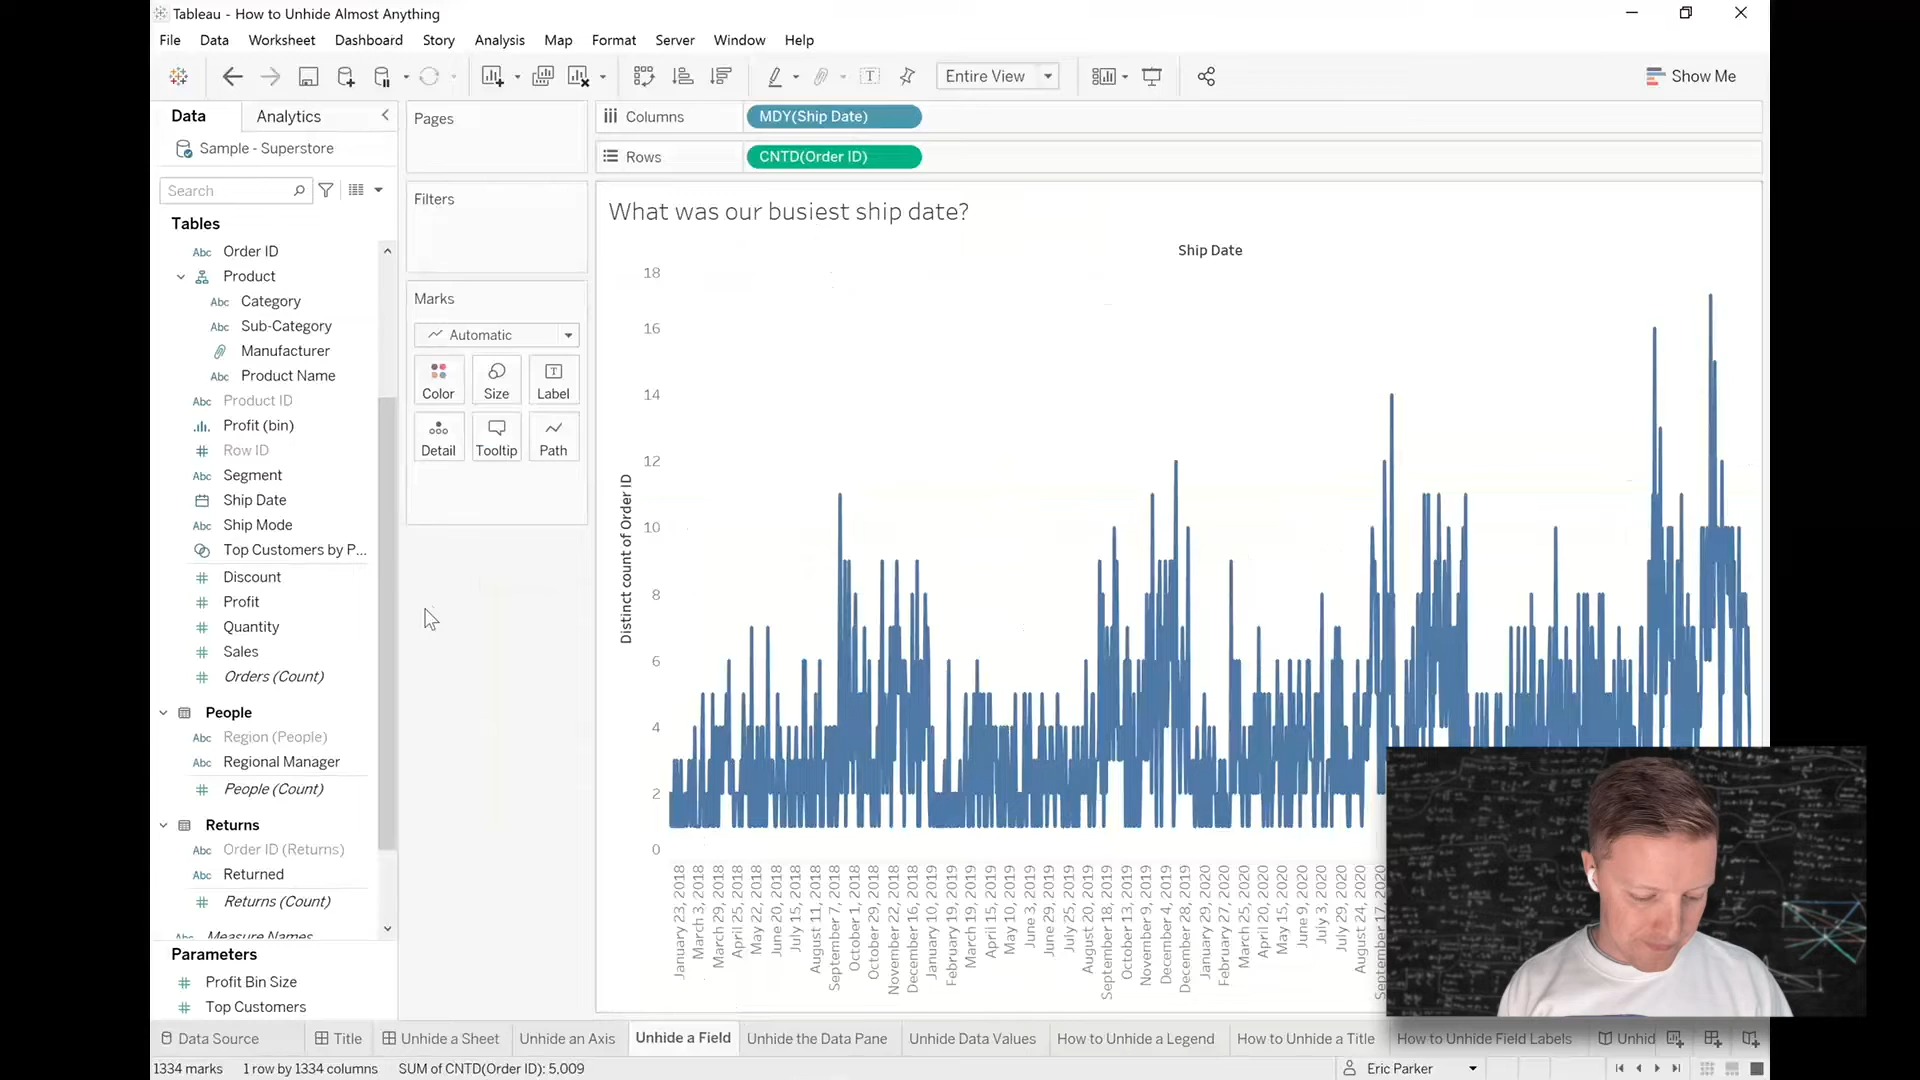 Tableau - How to Unhide Almost Anything
File Data Worksheet Dashboard Story Analysis Map Format Server Window Help
Entire View
Show Me
Data
Analytics
Sample - Superstore
Search
Tables
Order ID
Product
Category
Sub-Category
Manufacturer
Product Name
Product ID
Profit (bin)
Row ID
Segment
Ship Date
Ship Mode
Top Customers by P...
Discount
Profit
Quantity
Sales
Orders (Count)
People
Region (People)
Regional Manager
People (Count)
Returns
Order ID (Returns)
Returned
Returns (Count)
Measure Names
Parameters
Profit Bin Size
Top Customers
Pages
Filters
Marks
Automatic
Color Size Label
Detail Tooltip Path
Columns MDY(Ship Date)
Rows CNTD(Order ID)
What was our busiest ship date?
Ship Date
Distinct count of Order ID
18
16
14
12
10
8
6
4
2
0
January 23, 2018
March 3, 2018
March 29, 2018
April 25, 2018
May 22, 2018
June 20, 2018
July 15, 2018
August 11, 2018
September 7, 2018
October 1, 2018
October 29, 2018
November 22, 2018
December 16, 2018
January 10, 2019
February 19, 2019
March 19, 2019
April 15, 2019
May 10, 2019
June 3, 2019
June 29, 2019
July 25, 2019
August 20, 2019
September 18, 2019
October 13, 2019
November 9, 2019
December 4, 2019
December 28, 2019
January 29, 2020
February 27, 2020
March 25, 2020
April 20, 2020
May 15, 2020
June 9, 2020
July 3, 2020
July 29, 2020
August 24, 2020
September 17, 2020
Data Source Title Unhide a Sheet Unhide an Axis Unhide a Field Unhide the Data Pane Unhide Data Values How to Unhide a Legend How to Unhide a Title How to Unhide Field Labels Unhid
1334 marks 1 row by 1334 columns SUM of CNTD(Order ID): 5,009
Eric Parker